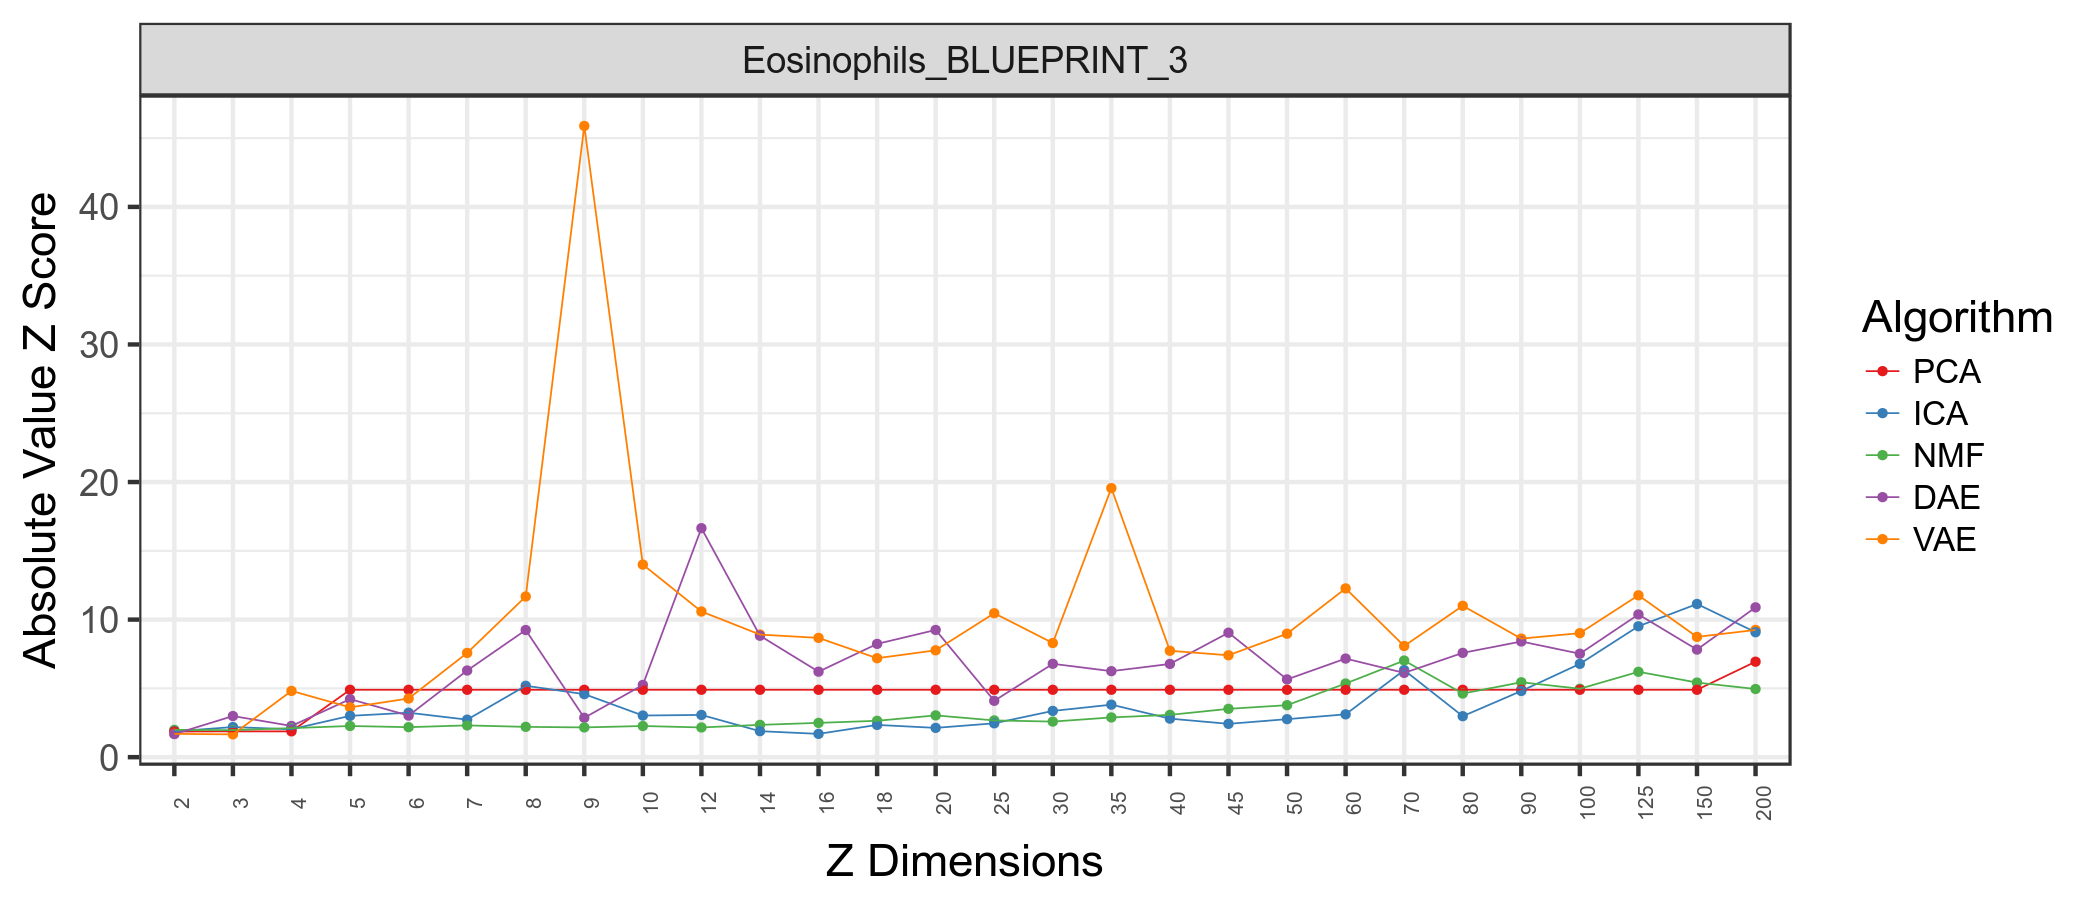 Eosinophils_BLUEPRINT_3
Absolute Value Z Score
40
30
20
10
0
2 3 4 5 6 7 8 9 10 12 14 16 18 20 25 30 35 40 45 50 60 70 80 90 100 125 150 200
Z Dimensions
Algorithm
PCA
ICA
NMF
DAE
VAE